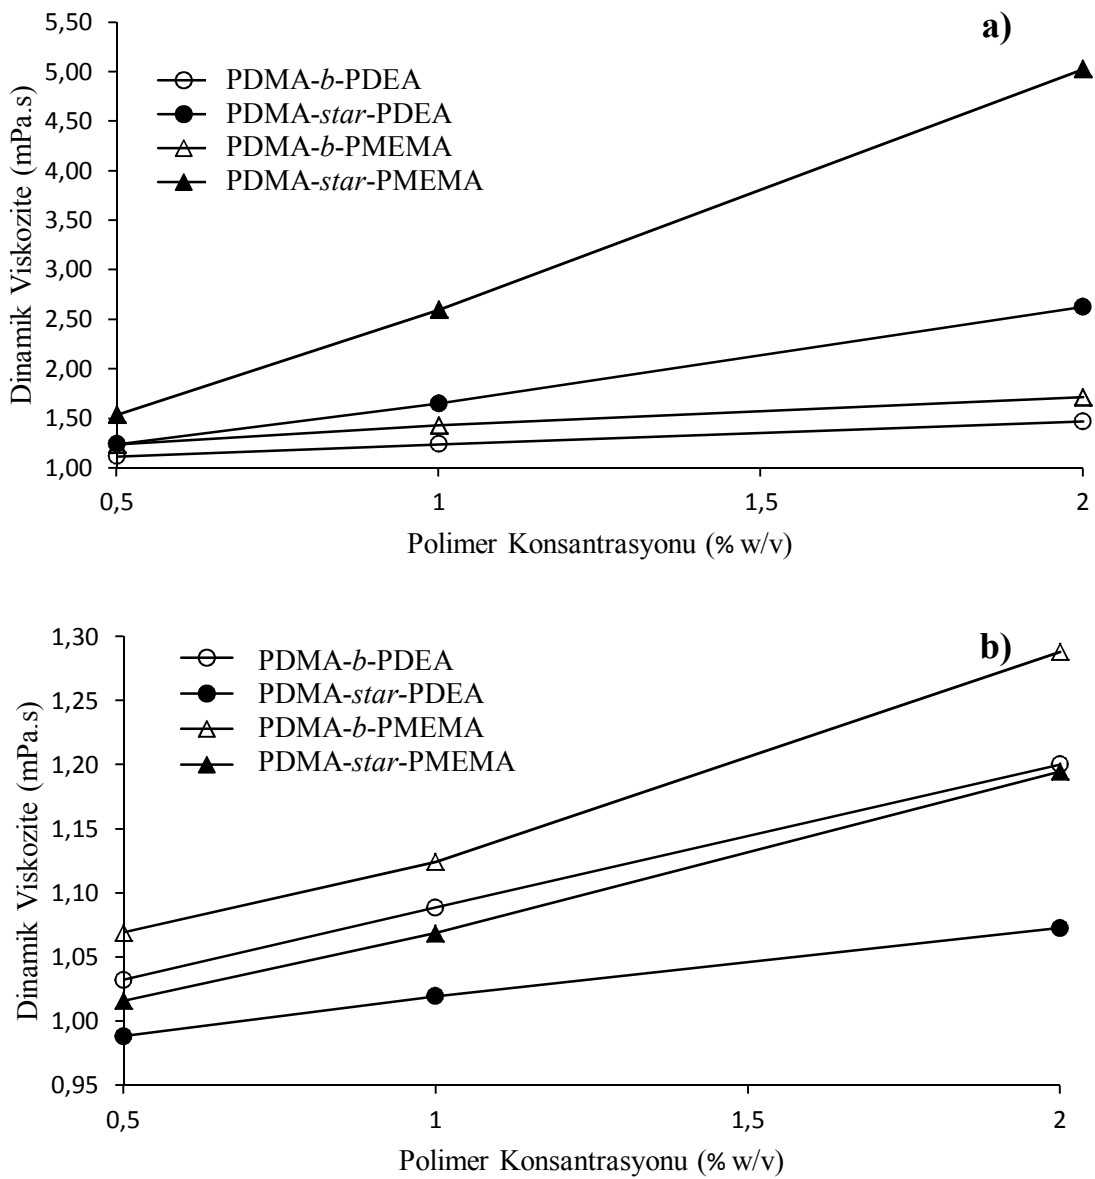 a)
5,50
5,00
4,50
4,00
3,50
3,00
2,50
2,00
1,50
1,00
Dinamik Viskozite (mPa.s)
PDMA-b-PDEA
PDMA-star-PDEA
PDMA-b-PMEMA
PDMA-star-PMEMA
0,5 1 1,5 2
Polimer Konsantrasyonu (% w/v)
b)
1,30
1,25
1,20
1,15
1,10
1,05
1,00
0,95
Dinamik Viskozite (mPa.s)
PDMA-b-PDEA
PDMA-star-PDEA
PDMA-b-PMEMA
PDMA-star-PMEMA
0,5 1 1,5 2
Polimer Konsantrasyonu (% w/v)